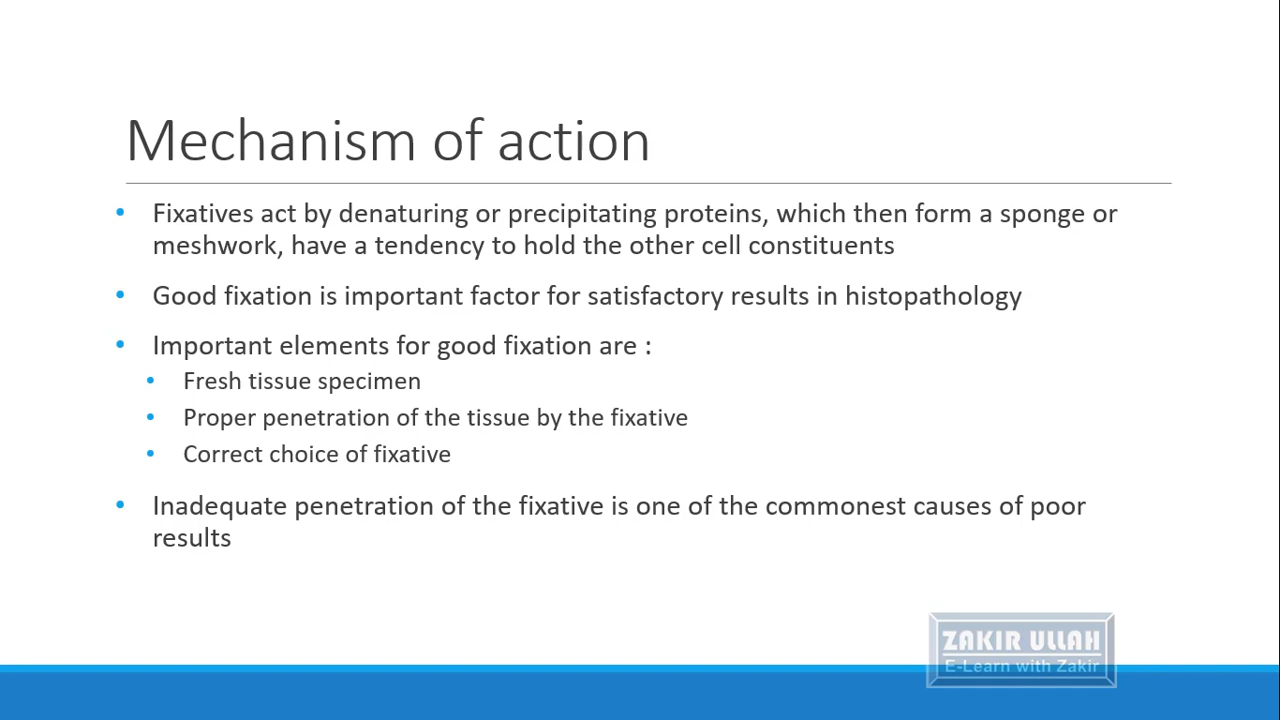 Mechanism of action
• Fixatives act by denaturing or precipitating proteins, which then form a sponge or
meshwork, have a tendency to hold the other cell constituents
• Good fixation is important factor for satisfactory results in histopathology
• Important elements for good fixation are :
• Fresh tissue specimen
• Proper penetration of the tissue by the fixative
• Correct choice of fixative
• Inadequate penetration of the fixative is one of the commonest causes of poor
results
ZAKIR ULLAH
E-Learn with Zakir